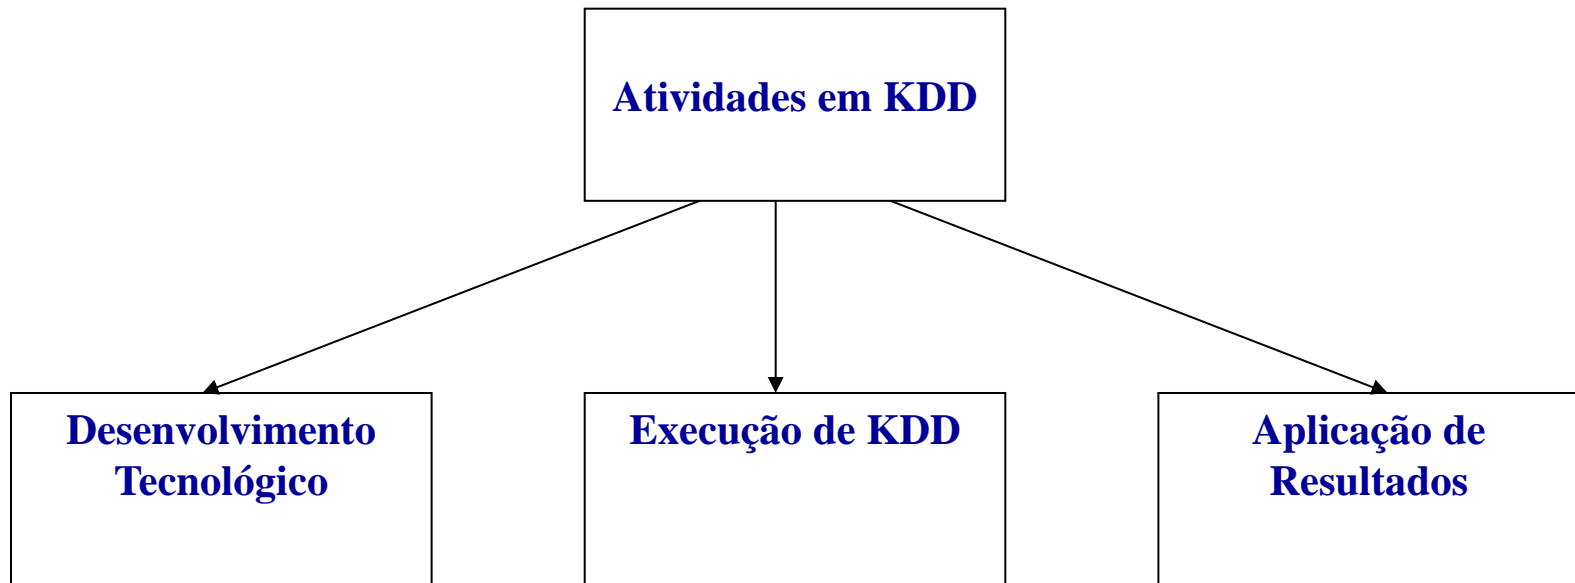 Atividades em KDD
Desenvolvimento
Tecnológico
Execução de KDD
Aplicação de
Resultados